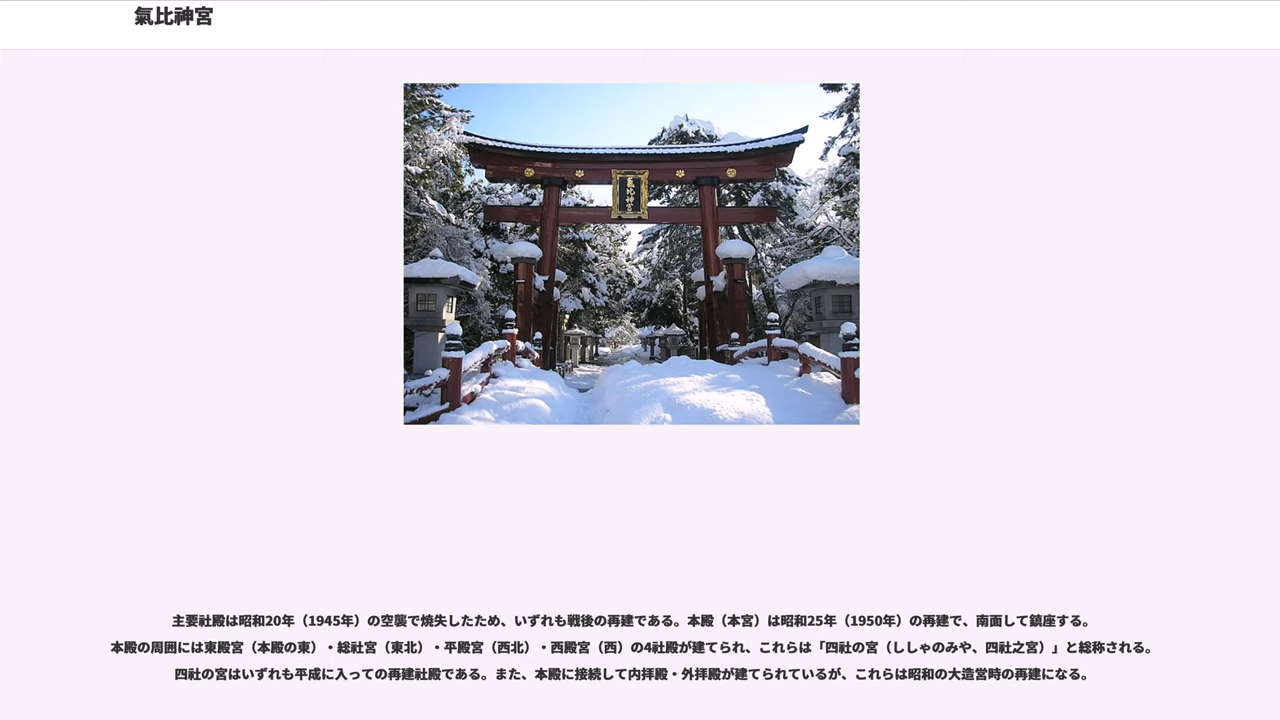 氣比神宮
氣比神宮
主要社殿は昭和20年（1945年）の空襲で焼失したため、いずれも戦後の再建である。本殿（本宮）は昭和25年（1950年）の再建で、南面して鎮座する。
本殿の周囲には東殿宮（本殿の東）・総社宮（東北）・平殿宮（西北）・西殿宮（西）の4社殿が建てられ、これらは「四社の宮（ししゃのみや、四社之宮）」と総称される。
四社の宮はいずれも平成に入っての再建社殿である。また、本殿に接続して内拝殿・外拝殿が建てられているが、これらは昭和の大造営時の再建になる。